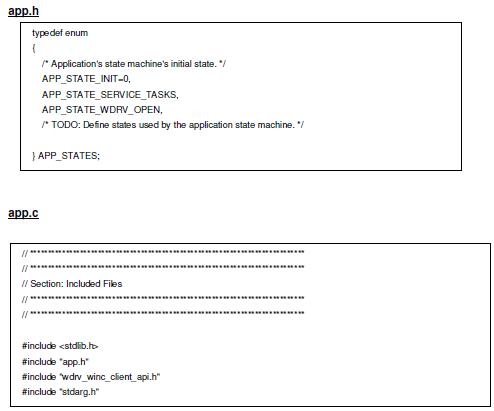 app.h
typedef enum
{
/* Application's state machine's initial state. */
APP_STATE_INIT=0,
APP_STATE_SERVICE_TASKS,
APP_STATE_WDRV_OPEN,
/* TODO: Define states used by the application state machine. */
} APP_STATES;
app.c
// *****************************************************************************
// *****************************************************************************
// Section: Included Files
// *****************************************************************************
// *****************************************************************************
#include <stdlib.h>
#include "app.h"
#include "wdrv_winc_client_api.h"
#include "stdarg.h"